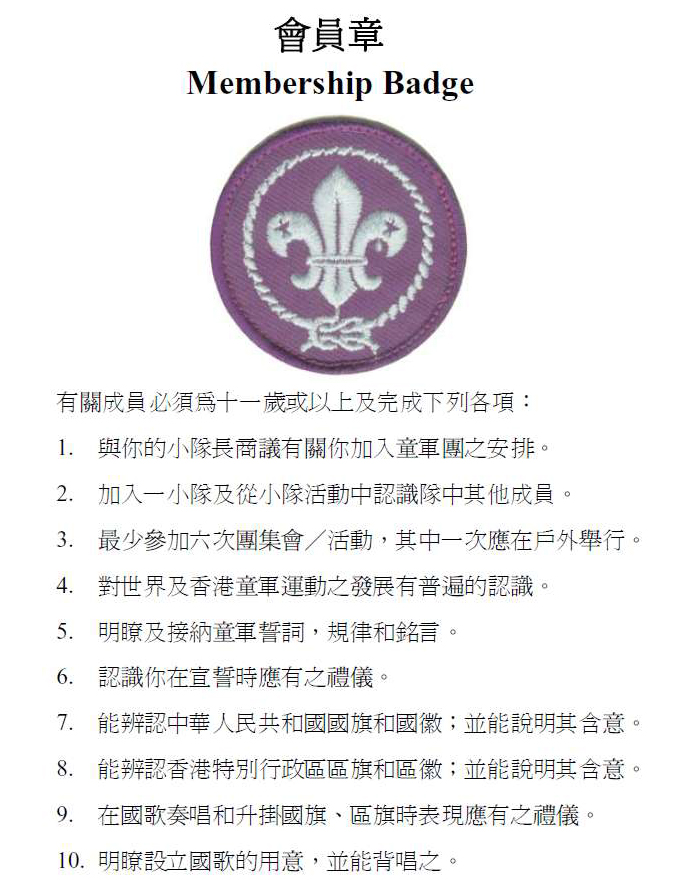 會員章
Membership Badge
有關成員必須為十一歲或以上及完成下列各項：
1. 與你的小隊長商議有關你加入童軍團之安排。
2. 加入一小隊及從小隊活動中認識隊中其他成員。
3. 最少參加六次團集會／活動，其中一次應在戶外舉行。
4. 對世界及香港童軍運動之發展有普遍的認識。
5. 明瞭及接納童軍誓詞，規律和銘言。
6. 認識你在宣誓時應有之禮儀。
7. 能辨認中華人民共和國國旗和國徽；並能說明其含意。
8. 能辨認香港特別行政區區旗和區徽；並能說明其含意。
9. 在國歌奏唱和升掛國旗、區旗時表現應有之禮儀。
10. 明瞭設立國歌的用意，並能背唱之。